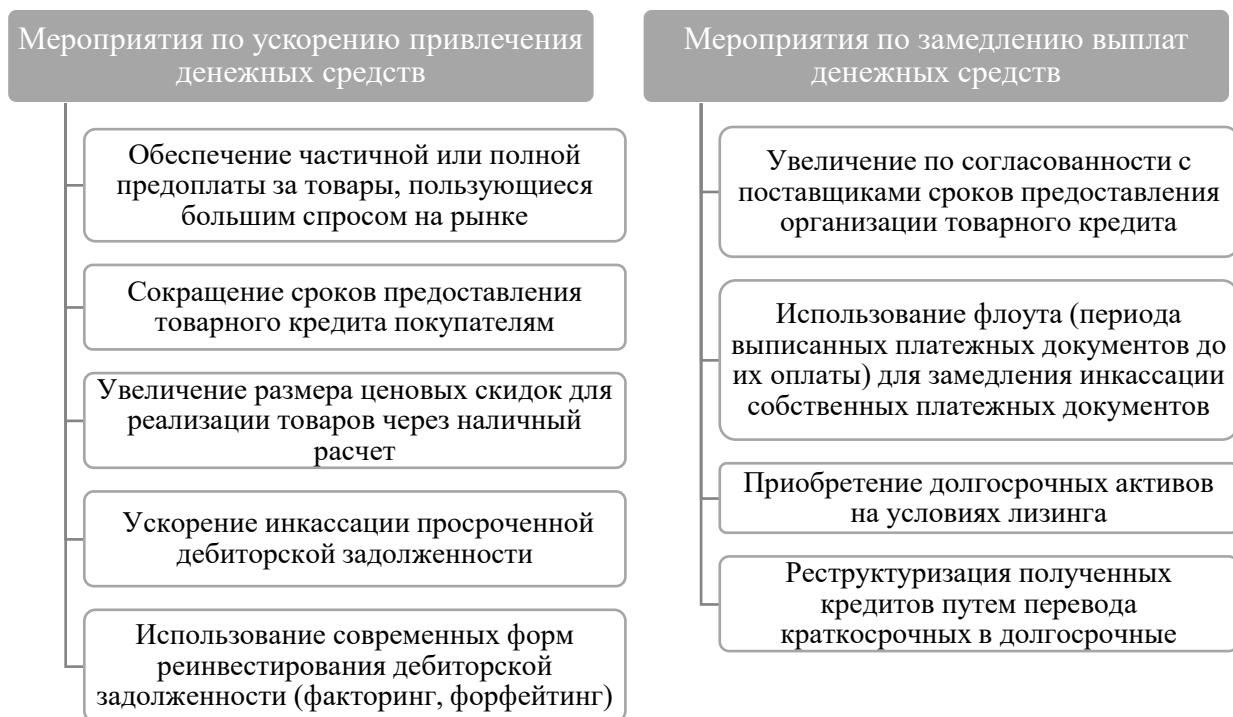 Мероприятия по ускорению привлечения
денежных средств
Обеспечение частичной или полной
предоплаты за товары, пользующиеся
большим спросом на рынке
Сокращение сроков предоставления
товарного кредита покупателям
Увеличение размера ценовых скидок для
реализации товаров через наличный
расчет
Ускорение инкассации просроченной
дебиторской задолженности
Использование современных форм
реинвестирования дебиторской
задолженности (факторинг, форфейтинг)
Мероприятия по замедлению выплат
денежных средств
Увеличение по согласованности с
поставщиками сроков предоставления
организации товарного кредита
Использование флоута (периода
выписанных платежных документов до
их оплаты) для замедления инкассации
собственных платежных документов
Приобретение долгосрочных активов
на условиях лизинга
Реструктуризация полученных
кредитов путем перевода
краткосрочных в долгосрочные